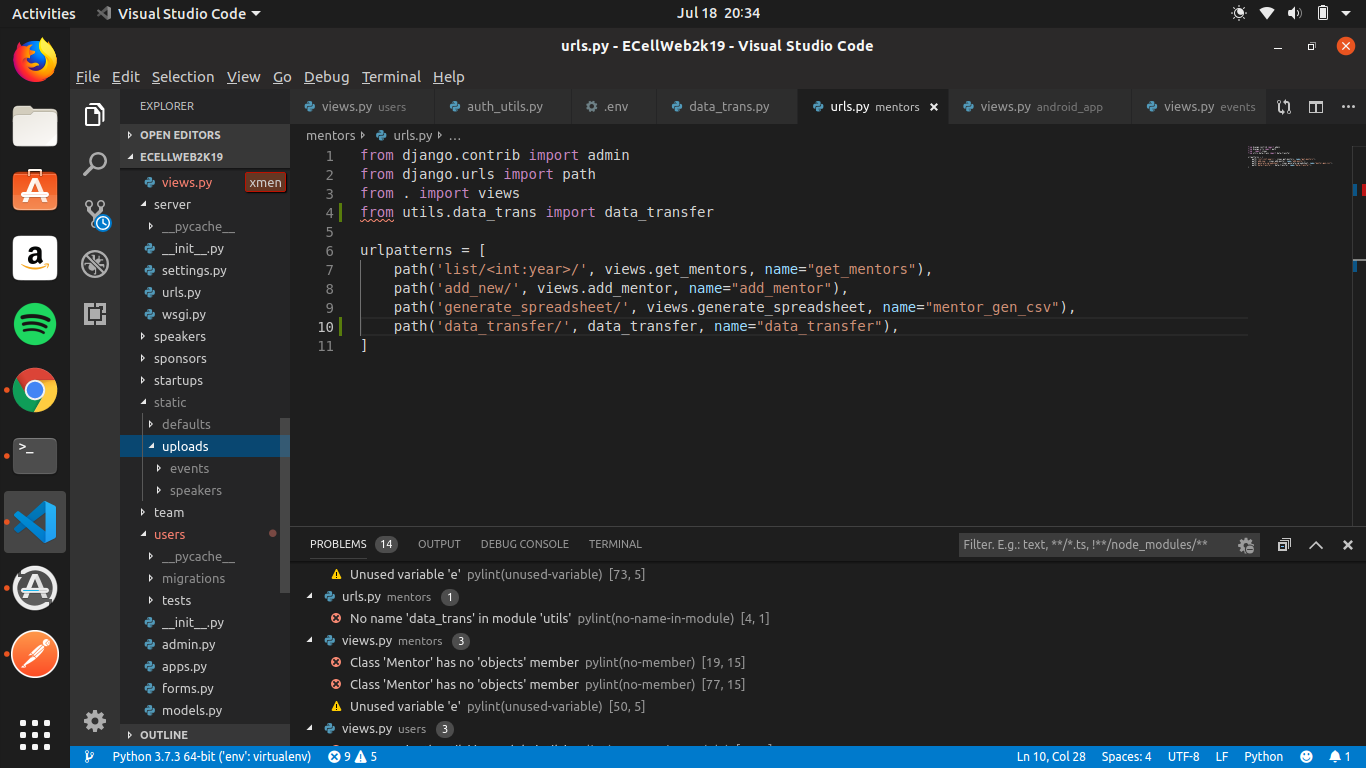 Activities
Visual Studio Code
Jul 18 20:34
urls.py - ECellWeb2k19 - Visual Studio Code
File Edit Selection View Go Debug Terminal Help
EXPLORER
OPEN EDITORS
ECELLWEB2K19
views.py
xmen
server
__pycache__
__init__.py
settings.py
urls.py
wsgi.py
speakers
sponsors
startups
static
defaults
uploads
events
speakers
team
users
__pycache__
migrations
tests
__init__.py
admin.py
apps.py
forms.py
models.py
OUTLINE
views.py users
auth_utils.py
.env
data_trans.py
urls.py mentors
views.py android_app
views.py events
mentors urls.py ...
1 from django.contrib import admin
2 from django.urls import path
3 from . import views
4 from utils.data_trans import data_transfer
5
6 urlpatterns = [
7 path('list/<int:year>/', views.get_mentors, name="get_mentors"),
8 path('add_new/', views.add_mentor, name="add_mentor"),
9 path('generate_spreadsheet/', views.generate_spreadsheet, name="mentor_gen_csv"),
10 path('data_transfer/', data_transfer, name="data_transfer"),
11 ]
PROBLEMS 14 OUTPUT DEBUG CONSOLE TERMINAL
Filter. E.g.: text, **/*.ts, !**/node_modules/**
Unused variable 'e' pylint(unused-variable) [73, 5]
urls.py mentors 1
No name 'data_trans' in module 'utils' pylint(no-name-in-module) [4, 1]
views.py mentors 3
Class 'Mentor' has no 'objects' member pylint(no-member) [19, 15]
Class 'Mentor' has no 'objects' member pylint(no-member) [77, 15]
Unused variable 'e' pylint(unused-variable) [50, 5]
views.py users 3
Python 3.7.3 64-bit ('env': virtualenv) 9 5
Ln 10, Col 28 Spaces: 4 UTF-8 LF Python 1